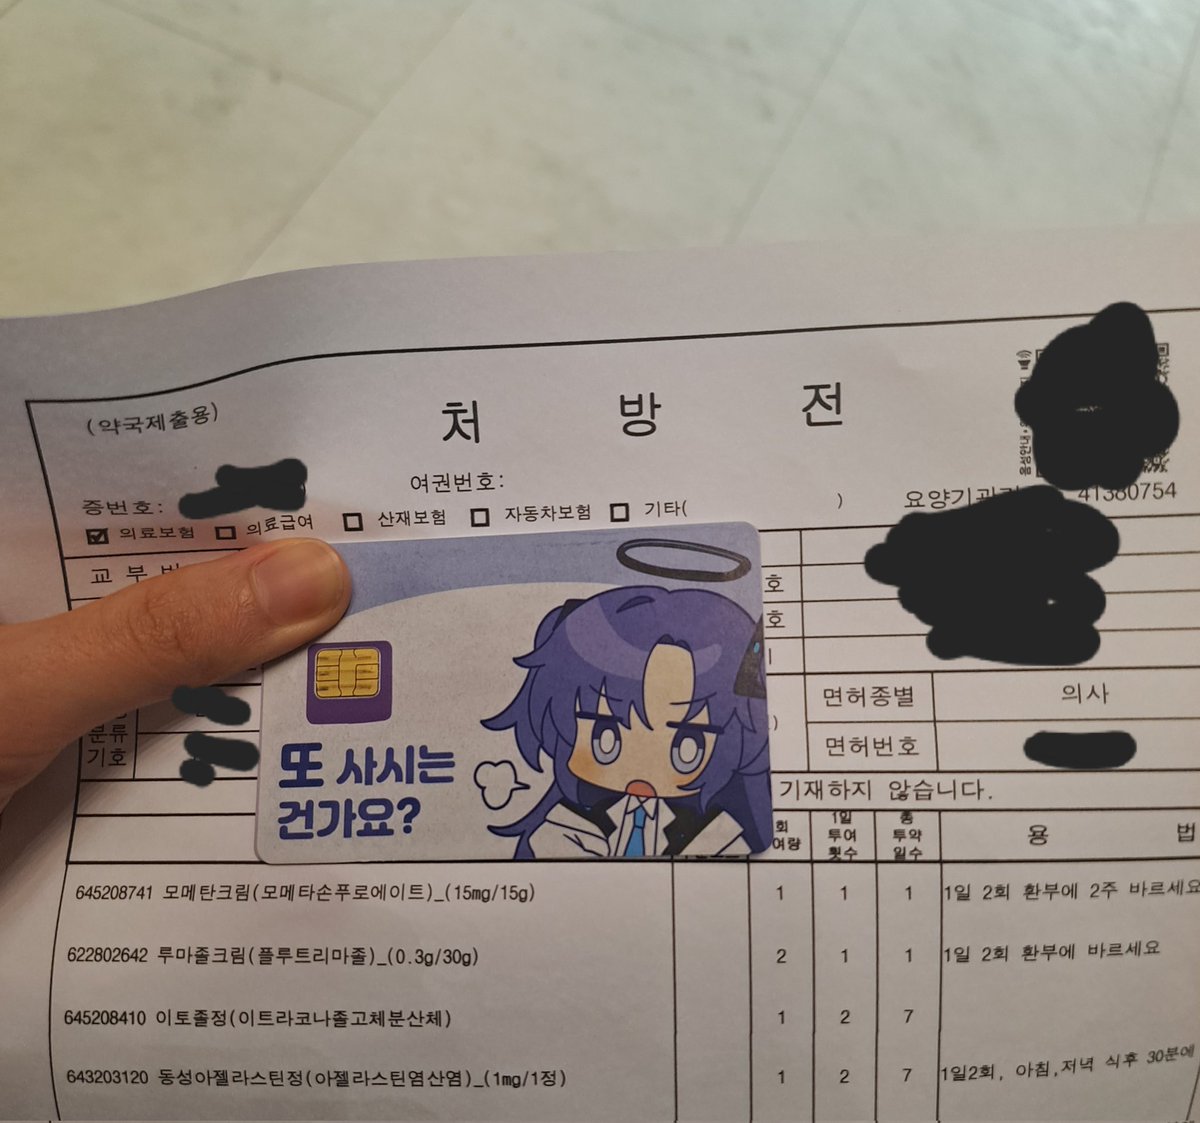 (약국제출용)
처 방 전
여권번호:
증번호:
의료보험 의료급여 산재보험 자동차보험 기타( )
요양기관
41380754
음성안내
교 부
호
호
면허종별 의사
분류
기호
면허번호
기재하지 않습니다.
또 사시는
건가요?
회
여량
1일
투여
횟수
총
투약
일수
용 법
645208741 모메탄크림(모메타손푸로에이트)_(15mg/15g) 1 1 1 1일 2회 환부에 2주 바르세요
622802642 루마졸크림(플루트리마졸)_(0.3g/30g) 2 1 1 1일 2회 환부에 바르세요
645208410 이토졸정(이트라코나졸고체분산체) 1 2 7
643203120 동성아젤라스틴정(아젤라스틴염산염)_(1mg/1정) 1 2 7 1일2회, 아침,저녁 식후 30분에